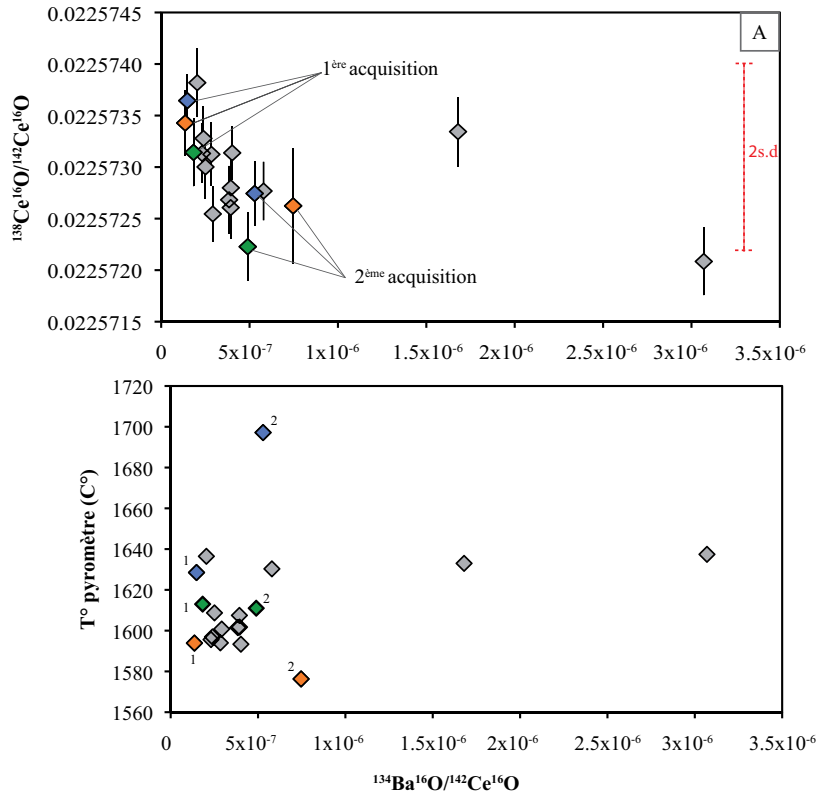 A
0.0225745
0.0225740
0.0225735
0.0225730
0.0225725
0.0225720
0.0225715
¹³⁸Ce¹⁶O/¹⁴²Ce¹⁶O
1ère acquisition
2ème acquisition
2s.d
0 5x10⁻⁷ 1x10⁻⁶ 1.5x10⁻⁶ 2x10⁻⁶ 2.5x10⁻⁶ 3x10⁻⁶ 3.5x10⁻⁶
1720
1700
1680
1660
1640
1620
1600
1580
1560
T° pyromètre (C°)
2
1
1
2
1
2
0 5x10⁻⁷ 1x10⁻⁶ 1.5x10⁻⁶ 2x10⁻⁶ 2.5x10⁻⁶ 3x10⁻⁶ 3.5x10⁻⁶
¹³⁴Ba¹⁶O/¹⁴²Ce¹⁶O